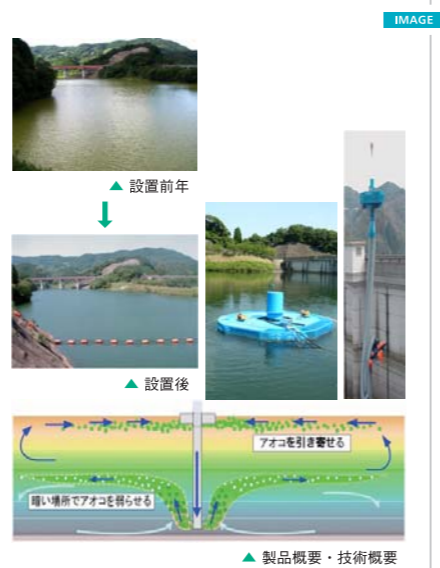 IMAGE
▲ 設置前年
▲ 設置後
アオコを引き寄せる
暗い場所でアオコを弱らせる
▲ 製品概要・技術概要